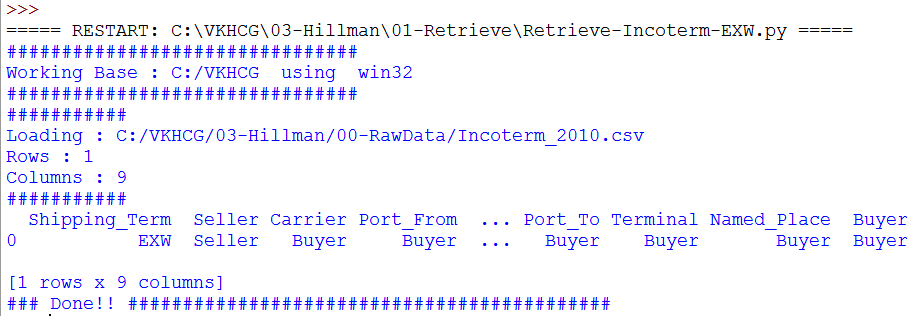 >>>
===== RESTART: C:\VKHCG\03-Hillman\01-Retrieve\Retrieve-Incoterm-EXW.py =====
################################
Working Base : C:/VKHCG  using  win32
################################
###########
Loading : C:/VKHCG/03-Hillman/00-RawData/Incoterm_2010.csv
Rows : 1
Columns : 9
###########
  Shipping_Term  Seller Carrier Port_From  ... Port_To Terminal Named_Place  Buyer
0           EXW  Seller   Buyer     Buyer  ...   Buyer    Buyer       Buyer  Buyer
[1 rows x 9 columns]
### Done!! ############################################